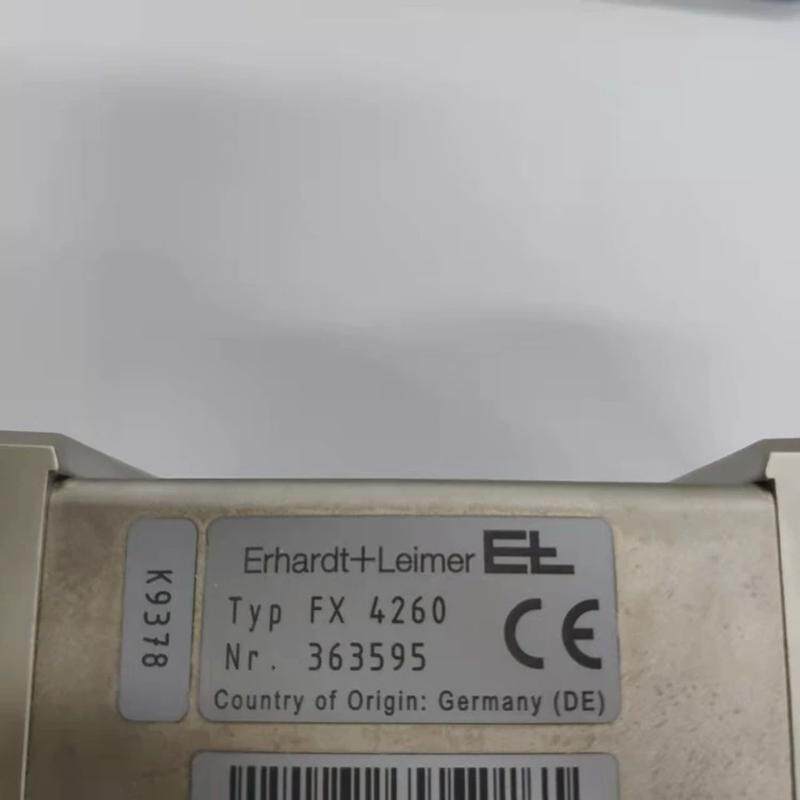 K9378
Erhardt+Leimer E+L
Typ FX 4260
Nr. 363595
CE
Country of Origin: Germany (DE)